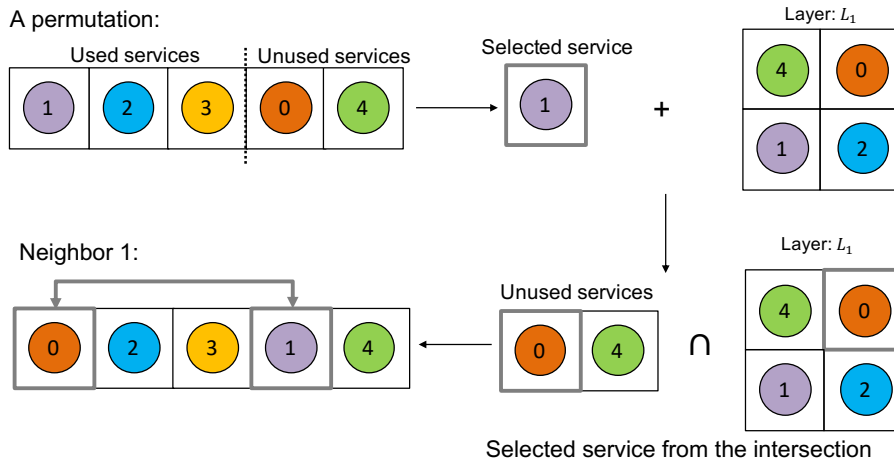 A permutation:
Used services
Unused services
1 2 3 0 4
Selected service
1
+
Layer: L₁
4 0
1 2
Neighbor 1:
0 2 3 1 4
Unused services
0 4
∩
Layer: L₁
4 0
1 2
Selected service from the intersection